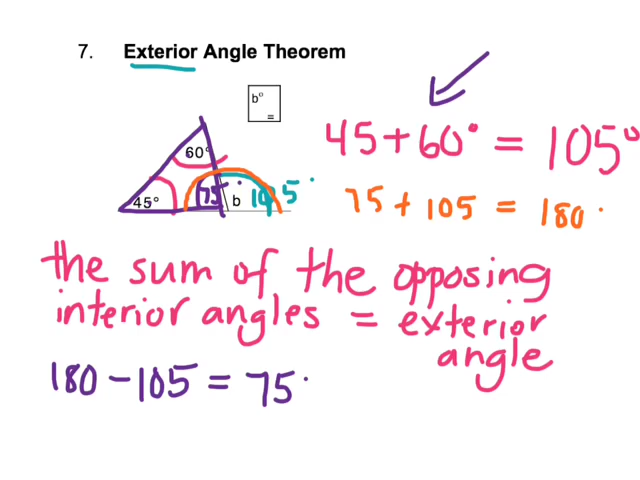 7. Exterior Angle Theorem
b°
=
45+60° = 105°
60°
75 + 105 = 180°
45° 75° b 105°
the sum of the opposing
interior angles = exterior
angle
180 - 105 = 75°